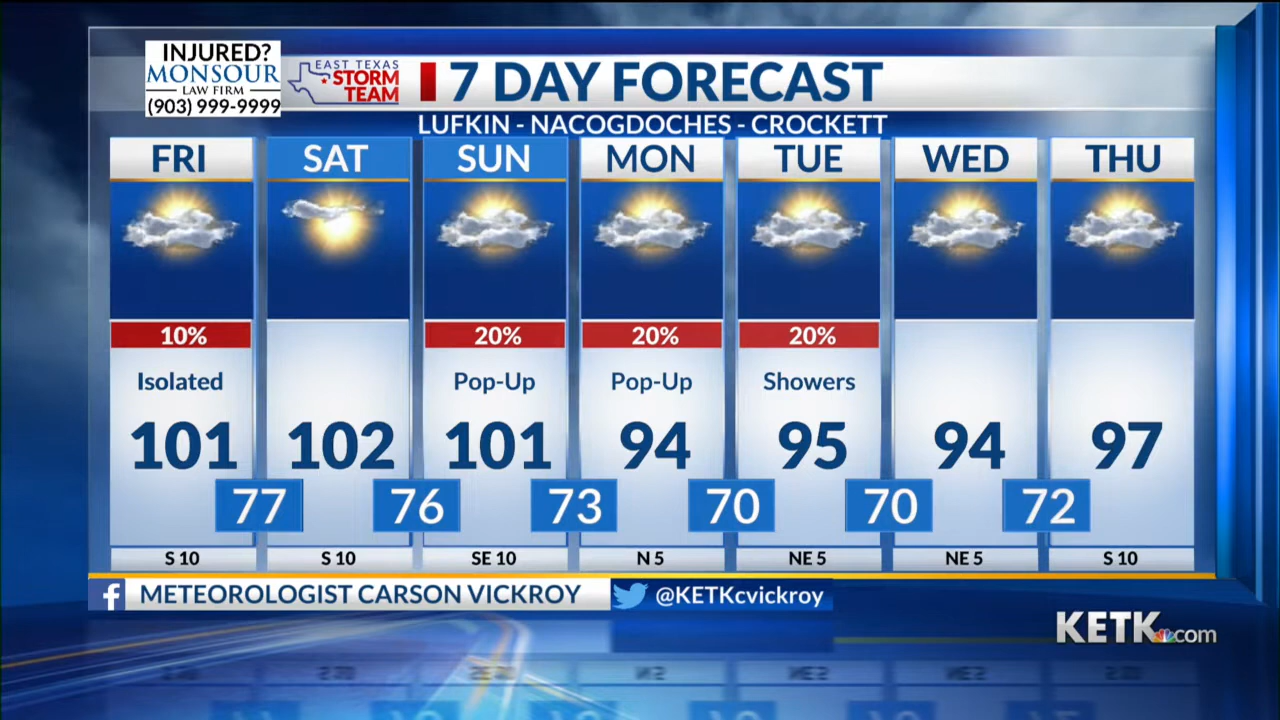 INJURED?
MONSOUR
LAW FIRM
(903) 999-9999
EAST TEXAS
STORM
TEAM
7 DAY FORECAST
LUFKIN - NACOGDOCHES - CROCKETT
FRI SAT SUN MON TUE WED THU
10% 20% 20% 20%
Isolated Pop-Up Pop-Up Showers
101 102 101 94 95 94 97
77 76 73 70 70 72
S 10 S 10 SE 10 N 5 NE 5 NE 5 S 10
f METEOROLOGIST CARSON VICKROY @KETKcvickroy
KETK.com